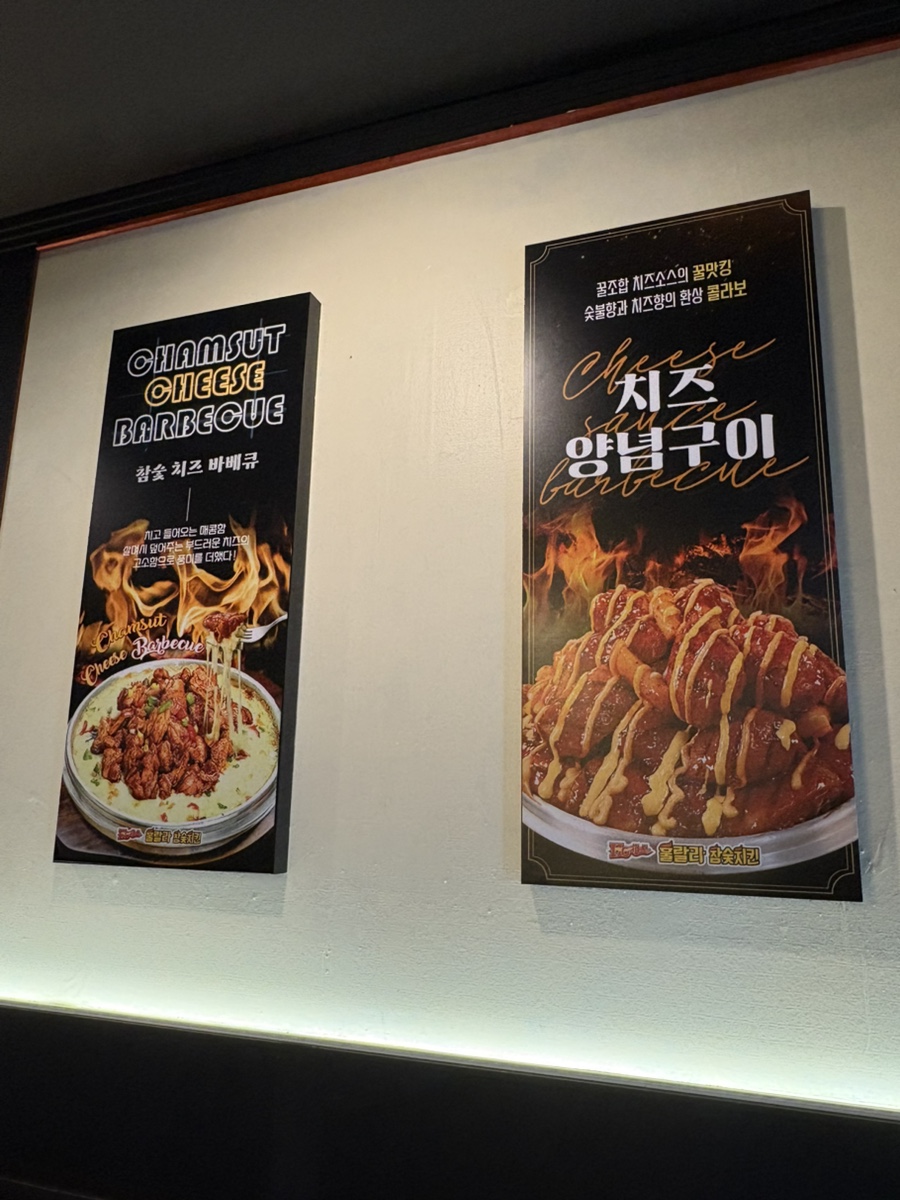 CHAMSUT
CHEESE
BARBECUE
참숯 치즈 바베큐
치고 들어오는 매콤함
살며시 덮어주는 부드러운 치즈의
고소함으로 풍미를 더했다!
Chamsut
Cheese Barbecue
훌랄라 참숯치킨
꿀조합 치즈소스의 꿀맛킹
숯불향과 치즈향의 환상 콜라보
Cheese
치즈
sauce
양념구이
barbecue
훌랄라 참숯치킨